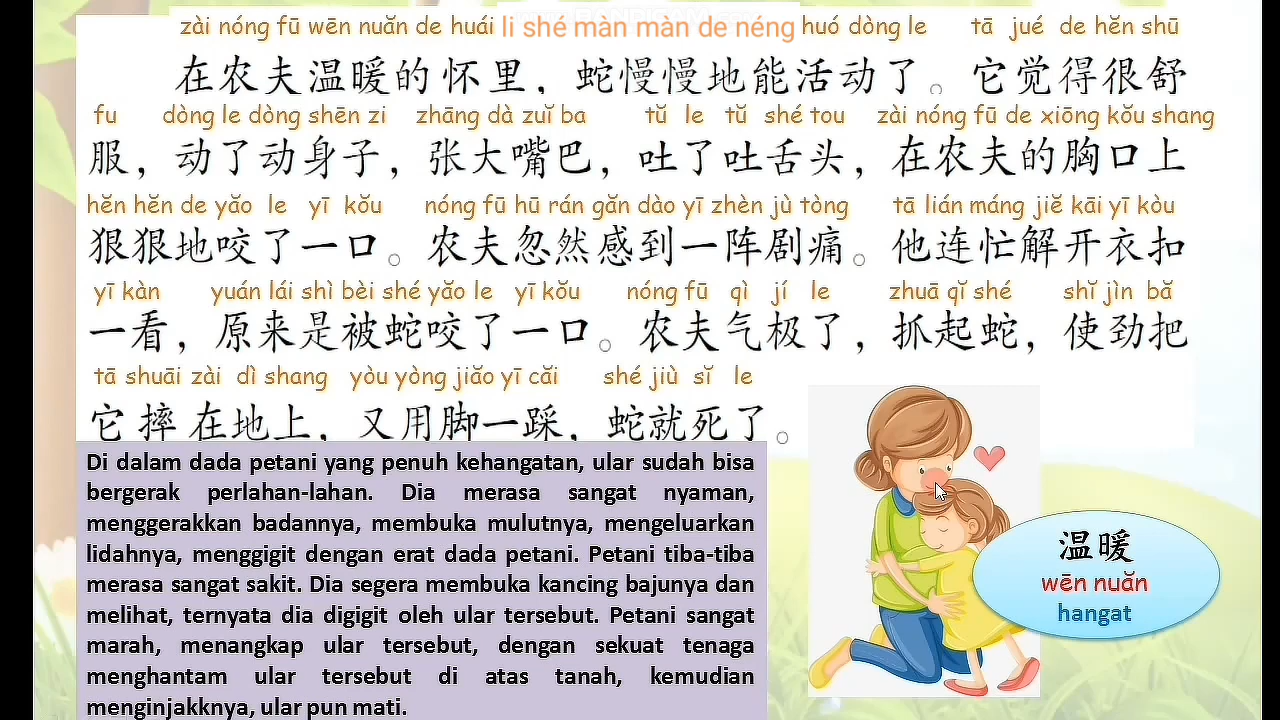 zài nóng fū wēn nuǎn de huái li shé màn màn de néng huó dòng le tā jué de hěn shū
在农夫温暖的怀里，蛇慢慢地能活动了。它觉得很舒
fu dòng le dòng shēn zi zhāng dà zuǐ ba tǔ le tǔ shé tou zài nóng fū de xiōng kǒu shang
服，动了动身子，张大嘴巴，吐了吐舌头，在农夫的胸口上
hěn hěn de yǎo le yī kǒu nóng fū hū rán gǎn dào yī zhèn jù tòng tā lián máng jiě kāi yī kòu
狠狠地咬了一口。农夫忽然感到一阵剧痛。他连忙解开衣扣
yī kàn yuán lái shì bèi shé yǎo le yī kǒu nóng fū qì jí le zhuā qǐ shé shǐ jìn bǎ
一看，原来是被蛇咬了一口。农夫气极了，抓起蛇，使劲把
tā shuāi zài dì shang yòu yòng jiǎo yī cǎi shé jiù sǐ le
它摔在地上，又用脚一踩，蛇就死了。
Di dalam dada petani yang penuh kehangatan, ular sudah bisa
bergerak perlahan-lahan. Dia merasa sangat nyaman,
menggerakkan badannya, membuka mulutnya, mengeluarkan
lidahnya, menggigit dengan erat dada petani. Petani tiba-tiba
merasa sangat sakit. Dia segera membuka kancing bajunya dan
melihat, ternyata dia digigit oleh ular tersebut. Petani sangat
marah, menangkap ular tersebut, dengan sekuat tenaga
menghantam ular tersebut di atas tanah, kemudian
menginjakknya, ular pun mati.
温暖
wēn nuǎn
hangat